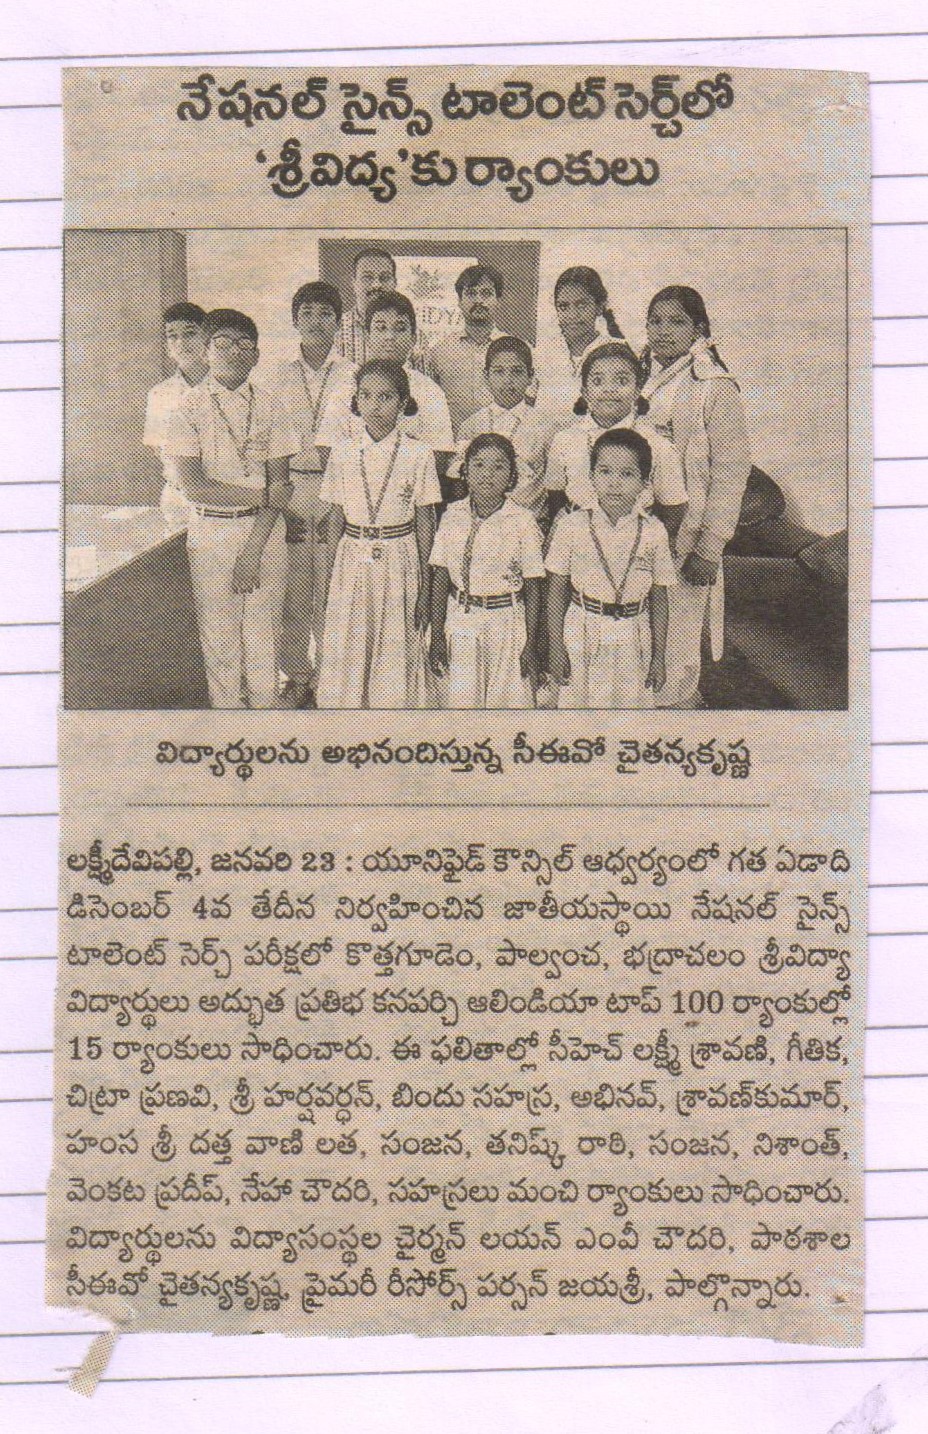 నేషనల్ సైన్స్ టాలెంట్ సెర్చ్‌లో
‘శ్రీవిద్య’కు ర్యాంకులు
విద్యార్థులను అభినందిస్తున్న సీఈవో చైతన్యకృష్ణ
లక్ష్మీదేవిపల్లి, జనవరి 23 : యూనిఫైడ్ కౌన్సిల్ ఆధ్వర్యంలో గత ఏడాది
డిసెంబర్ 4వ తేదీన నిర్వహించిన జాతీయస్థాయి నేషనల్ సైన్స్
టాలెంట్ సెర్చ్ పరీక్షలో కొత్తగూడెం, పాల్వంచ, భద్రాచలం శ్రీవిద్యా
విద్యార్థులు అద్భుత ప్రతిభ కనపర్చి ఆలిండియా టాప్ 100 ర్యాంకుల్లో
15 ర్యాంకులు సాధించారు. ఈ ఫలితాల్లో సీహెచ్ లక్ష్మీ శ్రావణి, గీతిక,
చిట్రా ప్రణవి, శ్రీ హర్షవర్ధన్, బిందు సహస్ర, అభినవ్, శ్రావణ్‌కుమార్,
హంస శ్రీ దత్త వాణి లత, సంజన, తనిష్క్ రాఠి, సంజన, నిశాంత్,
వెంకట ప్రదీప్, నేహా చౌదరి, సహస్రలు మంచి ర్యాంకులు సాధించారు.
విద్యార్థులను విద్యాసంస్థల చైర్మన్ లయన్ ఎంవీ చౌదరి, పాఠశాల
సీఈవో చైతన్యకృష్ణ, ప్రైమరీ రీసోర్స్ పర్సన్ జయశ్రీ, పాల్గొన్నారు.